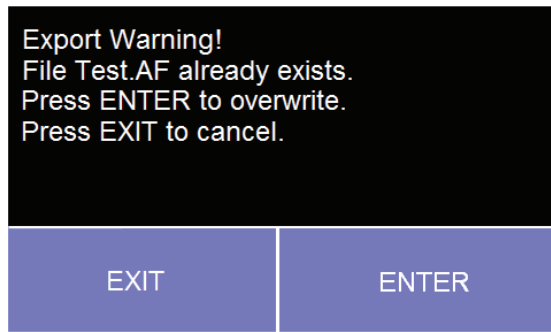 Export Warning!
File Test.AF already exists.
Press ENTER to overwrite.
Press EXIT to cancel.
EXIT
ENTER